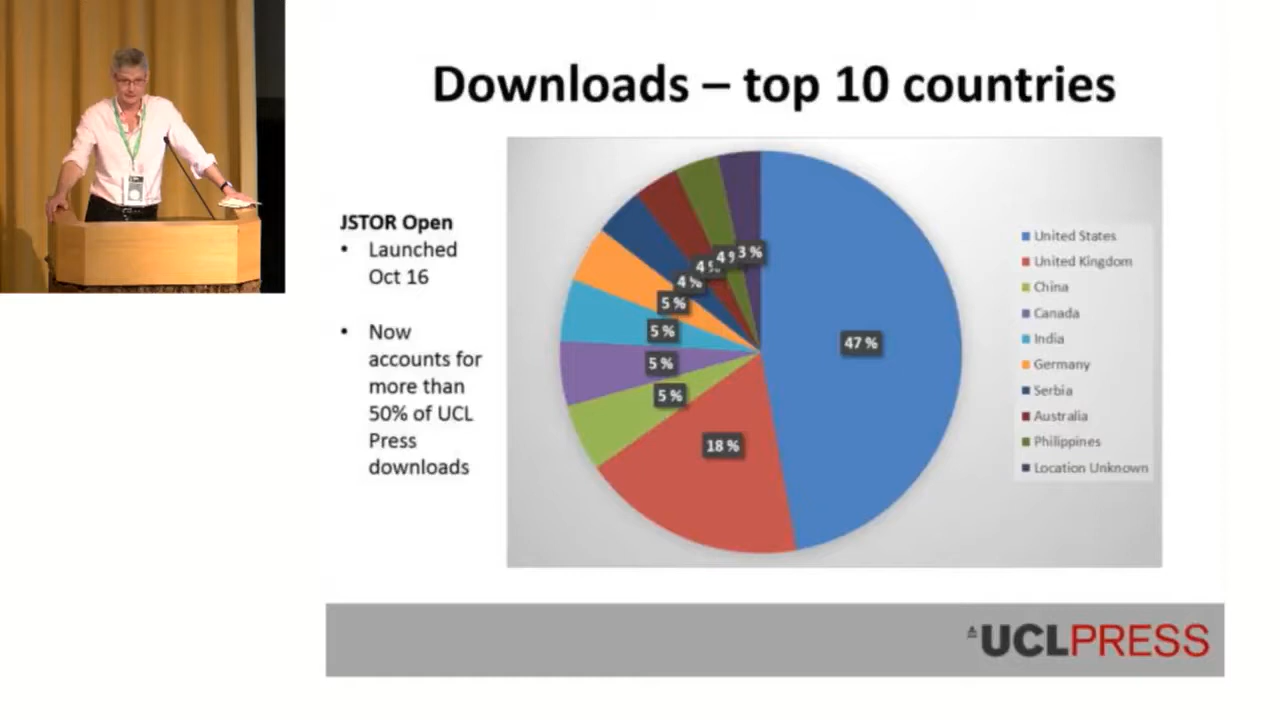 Downloads – top 10 countries
JSTOR Open
• Launched
Oct 16
• Now
accounts for
more than
50% of UCL
Press
downloads
47 %
18 %
5 %
5 %
5 %
5 %
4 %
4 %
4 %
3 %
United States
United Kingdom
China
Canada
India
Germany
Serbia
Australia
Philippines
Location Unknown
UCLPRESS